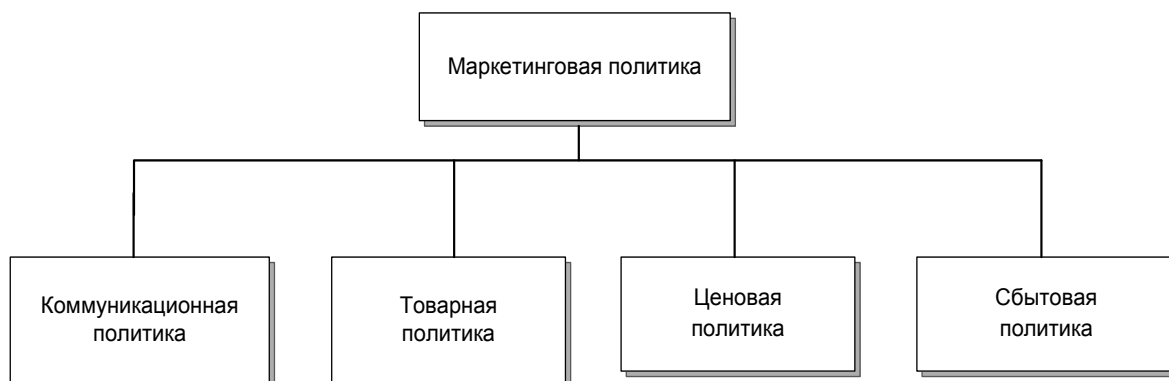 Маркетинговая политика
Коммуникационная
политика
Товарная
политика
Ценовая
политика
Сбытовая
политика